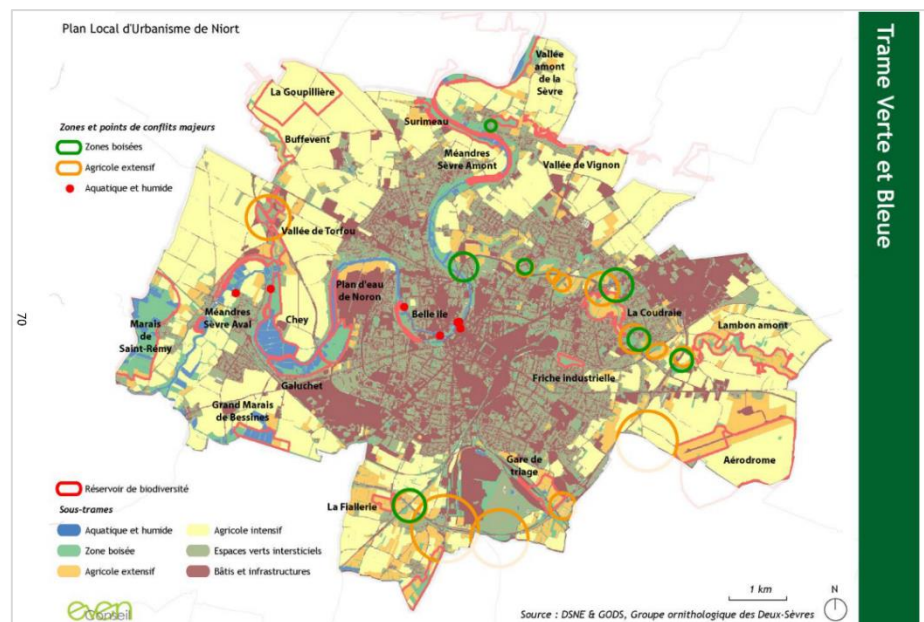 Plan Local d'Urbanisme de Niort
Trame Verte et Bleue
Zones et points de conflits majeurs
Zones boisées
Agricole extensif
Aquatique et humide
La Goupillière
Buffevent
Surimeau
Vallée
amont
de la
Sèvre
Méandres
Sèvre Amont
Vallée de Vignon
Vallée de Torfou
Plan d'eau
de Noron
Méandres
Sèvre Aval
Chey
Belle Ile
La Coudraie
Lambon amont
Marais
de
Saint-Rémy
Galuchet
Friche industrielle
Grand Marais
de Bessines
Gare de
triage
Aérodrome
La Fiallerie
70
Réservoir de biodiversité
Sous-trames
Aquatique et humide
Zone boisée
Agricole extensif
Agricole intensif
Espaces verts intersticiels
Bâtis et infrastructures
1 km
N
even
Conseil
Source : DSNE & GODS, Groupe ornithologique des Deux-Sèvres